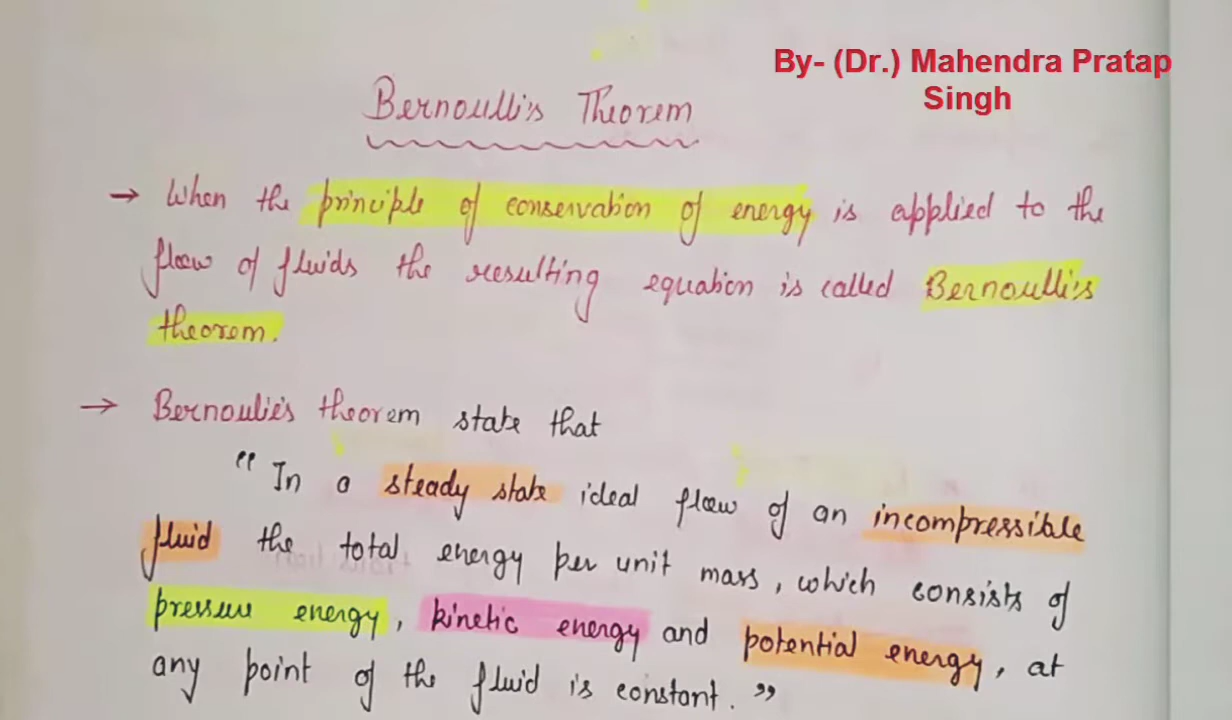 By- (Dr.) Mahendra Pratap
Singh
Bernoulli's Theorem
→ When the principle of conservation of energy is applied to the
flow of fluids the resulting equation is called Bernoulli's
theorem.
→ Bernoulie's theorem state that
"In a steady state ideal flow of an incompressible
fluid the total energy per unit mass, which consists of
pressure energy, kinetic energy and potential energy, at
any point of the fluid is constant."